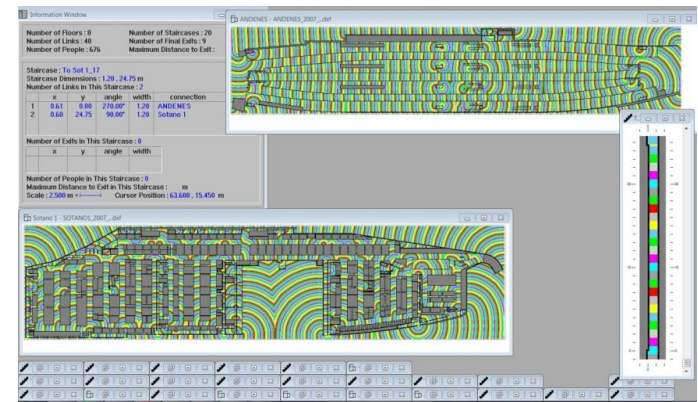 Information Window
Number of Floors : 8 Number of Staircases : 20
Number of Links : 40 Number of Final Exits : 9
Number of People : 676 Maximum Distance to Exit :
Staircase : To Sot 1_17
Staircase Dimensions : 1.20 , 24.75 m
Number of Links in This Staircase : 2
x y angle width connection
1 0.61 0.00 270.00° 1.20 ANDENES
2 0.60 24.75 90.00° 1.20 Sotano 1
Number of Exits in This Staircase : 0
x y angle width
Number of People in This Staircase : 0
Maximum Distance to Exit in This Staircase : m
Scale : 2.500 m = Cursor Position : 63.600 , 15.450 m
ANDENES - ANDENES_2007_...dxf
Sotano 1 - SOTANO1_2007_...dxf